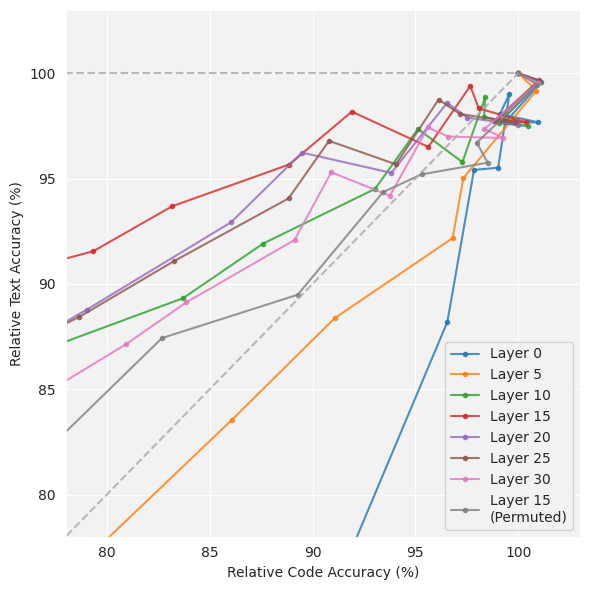 Relative Text Accuracy (%)
100
95
90
85
80
80 85 90 95 100
Relative Code Accuracy (%)
Layer 0
Layer 5
Layer 10
Layer 15
Layer 20
Layer 25
Layer 30
Layer 15
(Permuted)